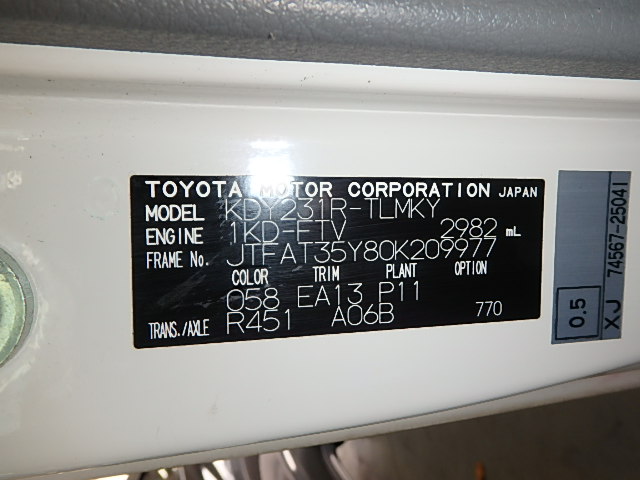 TOYOTA MOTOR CORPORATION JAPAN
MODEL KDY231R-TLMKY
ENGINE 1KD-FTV 2982 mL
FRAME No. JTFAT35Y80K209977
COLOR TRIM PLANT OPTION
058 EA13 P11
TRANS./AXLE R451 A06B 770
74567-25041
0.5 XJ